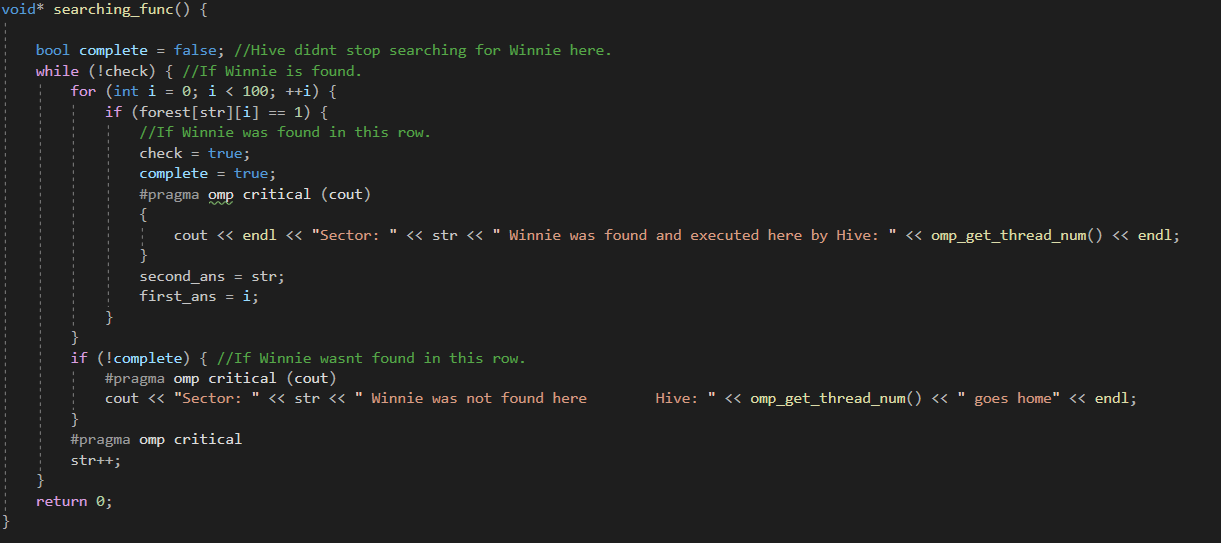 void* searching_func() {
bool complete = false; //Hive didnt stop searching for Winnie here.
while (!check) { //If Winnie is found.
for (int i = 0; i < 100; ++i) {
if (forest[str][i] == 1) {
//If Winnie was found in this row.
check = true;
complete = true;
#pragma omp critical (cout)
{
cout << endl << "Sector: " << str << " Winnie was found and executed here by Hive: " << omp_get_thread_num() << endl;
}
second_ans = str;
first_ans = i;
}
}
if (!complete) { //If Winnie wasnt found in this row.
#pragma omp critical (cout)
cout << "Sector: " << str << " Winnie was not found here        Hive: " << omp_get_thread_num() << " goes home" << endl;
}
#pragma omp critical
str++;
}
return 0;
}